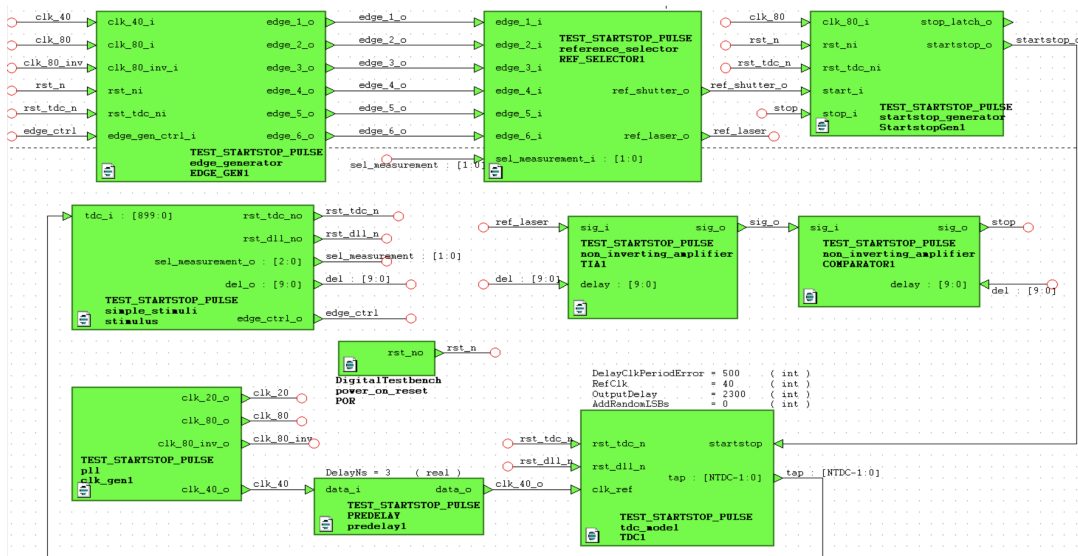 clk_40
clk_40_i
edge_1_o
edge_1_o
edge_1_i
clk_80
clk_80_i
stop_latch_o
clk_80
clk_80_i
edge_2_o
edge_2_o
edge_2_i
TEST_STARTSTOP_PULSE
reference_selector
REF_SELECTOR1
rst_n
rst_ni
startstop_o
startstop_o
clk_80_inv
clk_80_inv_i
edge_3_o
edge_3_o
edge_3_i
rst_tdc_n
rst_tdc_ni
rst_n
rst_ni
edge_4_o
edge_4_o
edge_4_i
ref_shutter_o
ref_shutter_o
start_i
rst_tdc_n
rst_tdc_ni
edge_5_o
edge_5_o
edge_5_i
stop
stop_i
TEST_STARTSTOP_PULSE
startstop_generator
StartstopGen1
edge_ctrl
edge_gen_ctrl_i
edge_6_o
edge_6_o
edge_6_i
ref_laser_o
ref_laser
TEST_STARTSTOP_PULSE
edge_generator
EDGE_GEN1
sel_measurement : [1:0]
sel_measurement_i : [1:0]
tdc_i : [899:0]
rst_tdc_no
rst_tdc_n
rst_dll_no
rst_dll_n
sel_measurement_o : [2:0]
sel_measurement : [1:0]
del_o : [9:0]
del : [9:0]
edge_ctrl_o
edge_ctrl
TEST_STARTSTOP_PULSE
simple_stimuli
stimulus
ref_laser
sig_i
sig_o
sig_o
sig_i
sig_o
stop
TEST_STARTSTOP_PULSE
non_inverting_amplifier
TIA1
TEST_STARTSTOP_PULSE
non_inverting_amplifier
COMPARATOR1
del : [9:0]
delay : [9:0]
delay : [9:0]
del : [9:0]
rst_no
rst_n
DigitalTestbench
power_on_reset
POR
DelayClkPeriodError = 500 ( int )
RefClk = 40 ( int )
OutputDelay = 2300 ( int )
AddRandomLSBs = 0 ( int )
clk_20_o
clk_20
clk_80_o
clk_80
clk_80_inv_o
clk_80_inv
TEST_STARTSTOP_PULSE
pll
clk_gen1
clk_40_o
clk_40
DelayNs = 3 ( real )
data_i
data_o
clk_40_o
TEST_STARTSTOP_PULSE
PREDELAY
predelay1
rst_tdc_n
rst_tdc_n
startstop
rst_dll_n
rst_dll_n
tap : [NTDC-1:0]
tap : [NTDC-1:0]
clk_ref
TEST_STARTSTOP_PULSE
tdc_model
TDC1